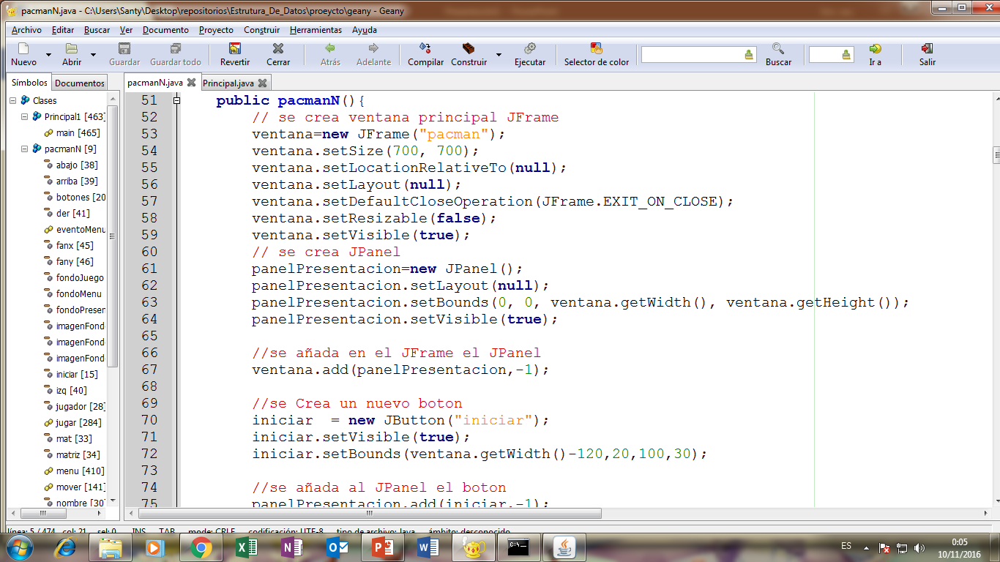 pacmanN.java - C:\Users\Santy\Desktop\repositorios\Estrutura_De_Datos\proeycto\geany - Geany
Archivo Editar Buscar Ver Documento Proyecto Construir Herramientas Ayuda
Nuevo Abrir Guardar Guardar todo Revertir Cerrar Atrás Adelante Compilar Construir Ejecutar Selector de color Buscar Ir a Salir
Símbolos Documentos pacmanN.java Principal.java
Clases
Principal1 [463]
main [465]
pacmanN [9]
abajo [38]
arriba [39]
botones [20
der [41]
eventoMenu
fanx [45]
fany [46]
fondoJuego
fondoMenu
fondoPresen
imagenFond
imagenFond
imagenFond
iniciar [15]
izq [40]
jugador [28]
jugar [284]
mat [33]
matriz [34]
menu [410]
mover [141]
nombre [30]
51 public pacmanN(){
52 // se crea ventana principal JFrame
53 ventana=new JFrame("pacman");
54 ventana.setSize(700, 700);
55 ventana.setLocationRelativeTo(null);
56 ventana.setLayout(null);
57 ventana.setDefaultCloseOperation(JFrame.EXIT_ON_CLOSE);
58 ventana.setResizable(false);
59 ventana.setVisible(true);
60 // se crea JPanel
61 panelPresentacion=new JPanel();
62 panelPresentacion.setLayout(null);
63 panelPresentacion.setBounds(0, 0, ventana.getWidth(), ventana.getHeight());
64 panelPresentacion.setVisible(true);
65
66 //se añada en el JFrame el JPanel
67 ventana.add(panelPresentacion,-1);
68
69 //se Crea un nuevo boton
70 iniciar  = new JButton("iniciar");
71 iniciar.setVisible(true);
72 iniciar.setBounds(ventana.getWidth()-120,20,100,30);
73
74 //se añada al JPanel el boton
75 panelPresentacion.add(iniciar,-1);
línea: 5 / 474 col: 21 sel: 0 INS TAB mode: CRLF codificación: UTF-8 tipo de archivo: Java ámbito: desconocido
ES 0:05
10/11/2016